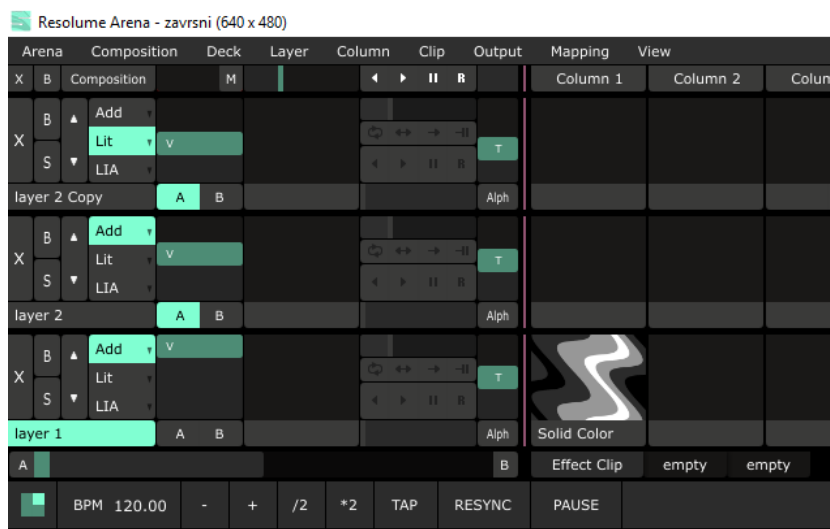 Resolume Arena - zavrsni (640 x 480)
Arena Composition Deck Layer Column Clip Output Mapping View
X B Composition M R Column 1 Column 2 Colun
B Add
X Lit V T
S LIA R
layer 2 Copy A B Alph
B Add
X Lit V T
S LIA R
layer 2 A B Alph
B Add V
X Lit T
S LIA R
layer 1 A B Alph Solid Color
A B Effect Clip empty empty
BPM 120.00 - + /2 *2 TAP RESYNC PAUSE